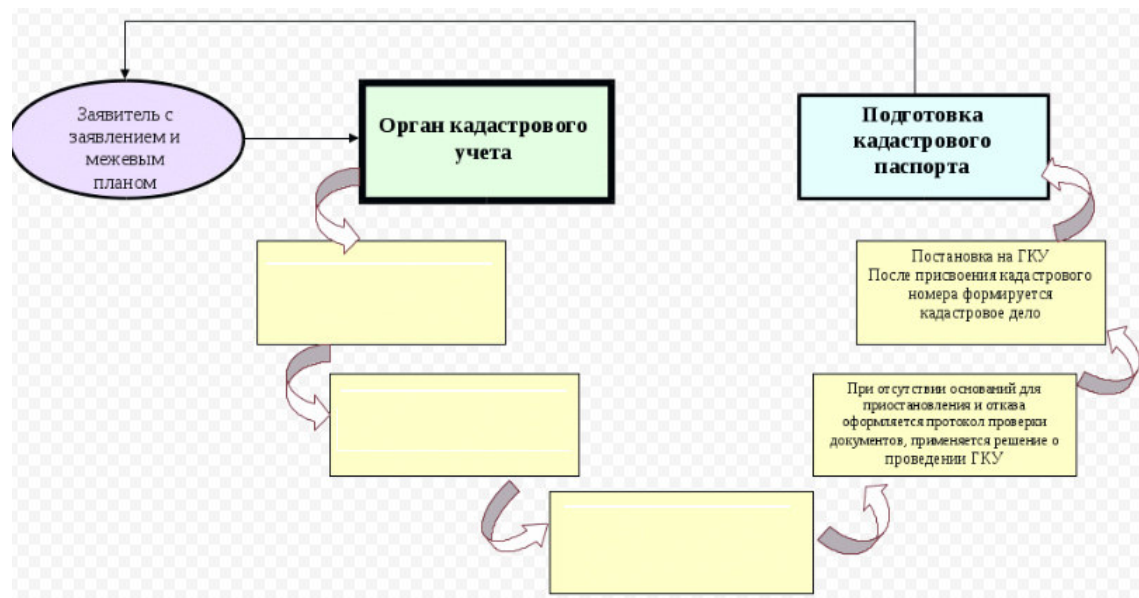 Заявитель с
заявлением и
межевым
планом
Орган кадастрового
учета
Подготовка
кадастрового
паспорта
Постановка на ГКУ
После присвоения кадастрового
номера формируется
кадастровое дело
При отсутствии оснований для
приостановления и отказа
оформляется протокол проверки
документов, применяется решение о
проведении ГКУ